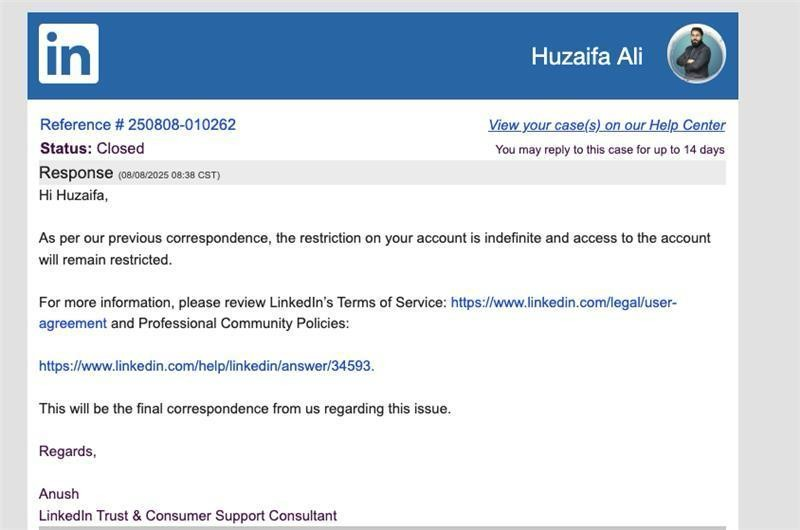 in
Huzaifa Ali
Reference # 250808-010262
View your case(s) on our Help Center
Status: Closed
You may reply to this case for up to 14 days
Response (08/08/2025 08:38 CST)
Hi Huzaifa,
As per our previous correspondence, the restriction on your account is indefinite and access to the account
will remain restricted.
For more information, please review LinkedIn's Terms of Service: https://www.linkedin.com/legal/user-
agreement and Professional Community Policies:
https://www.linkedin.com/help/linkedin/answer/34593.
This will be the final correspondence from us regarding this issue.
Regards,
Anush
LinkedIn Trust & Consumer Support Consultant